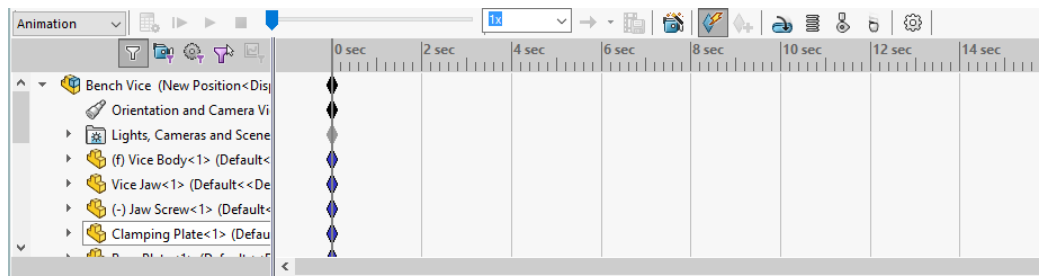 Animation 1x
0 sec 2 sec 4 sec 6 sec 8 sec 10 sec 12 sec 14 sec
Bench Vice (New Position<Dis
Orientation and Camera Vi
Lights, Cameras and Scene
(f) Vice Body<1> (Default<
Vice Jaw<1> (Default<<De
(-) Jaw Screw<1> (Default<
Clamping Plate<1> (Defau